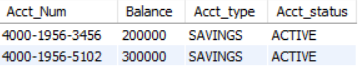 Acct_Num Balance Acct_type Acct_status
4000-1956-3456 200000 SAVINGS ACTIVE
4000-1956-5102 300000 SAVINGS ACTIVE